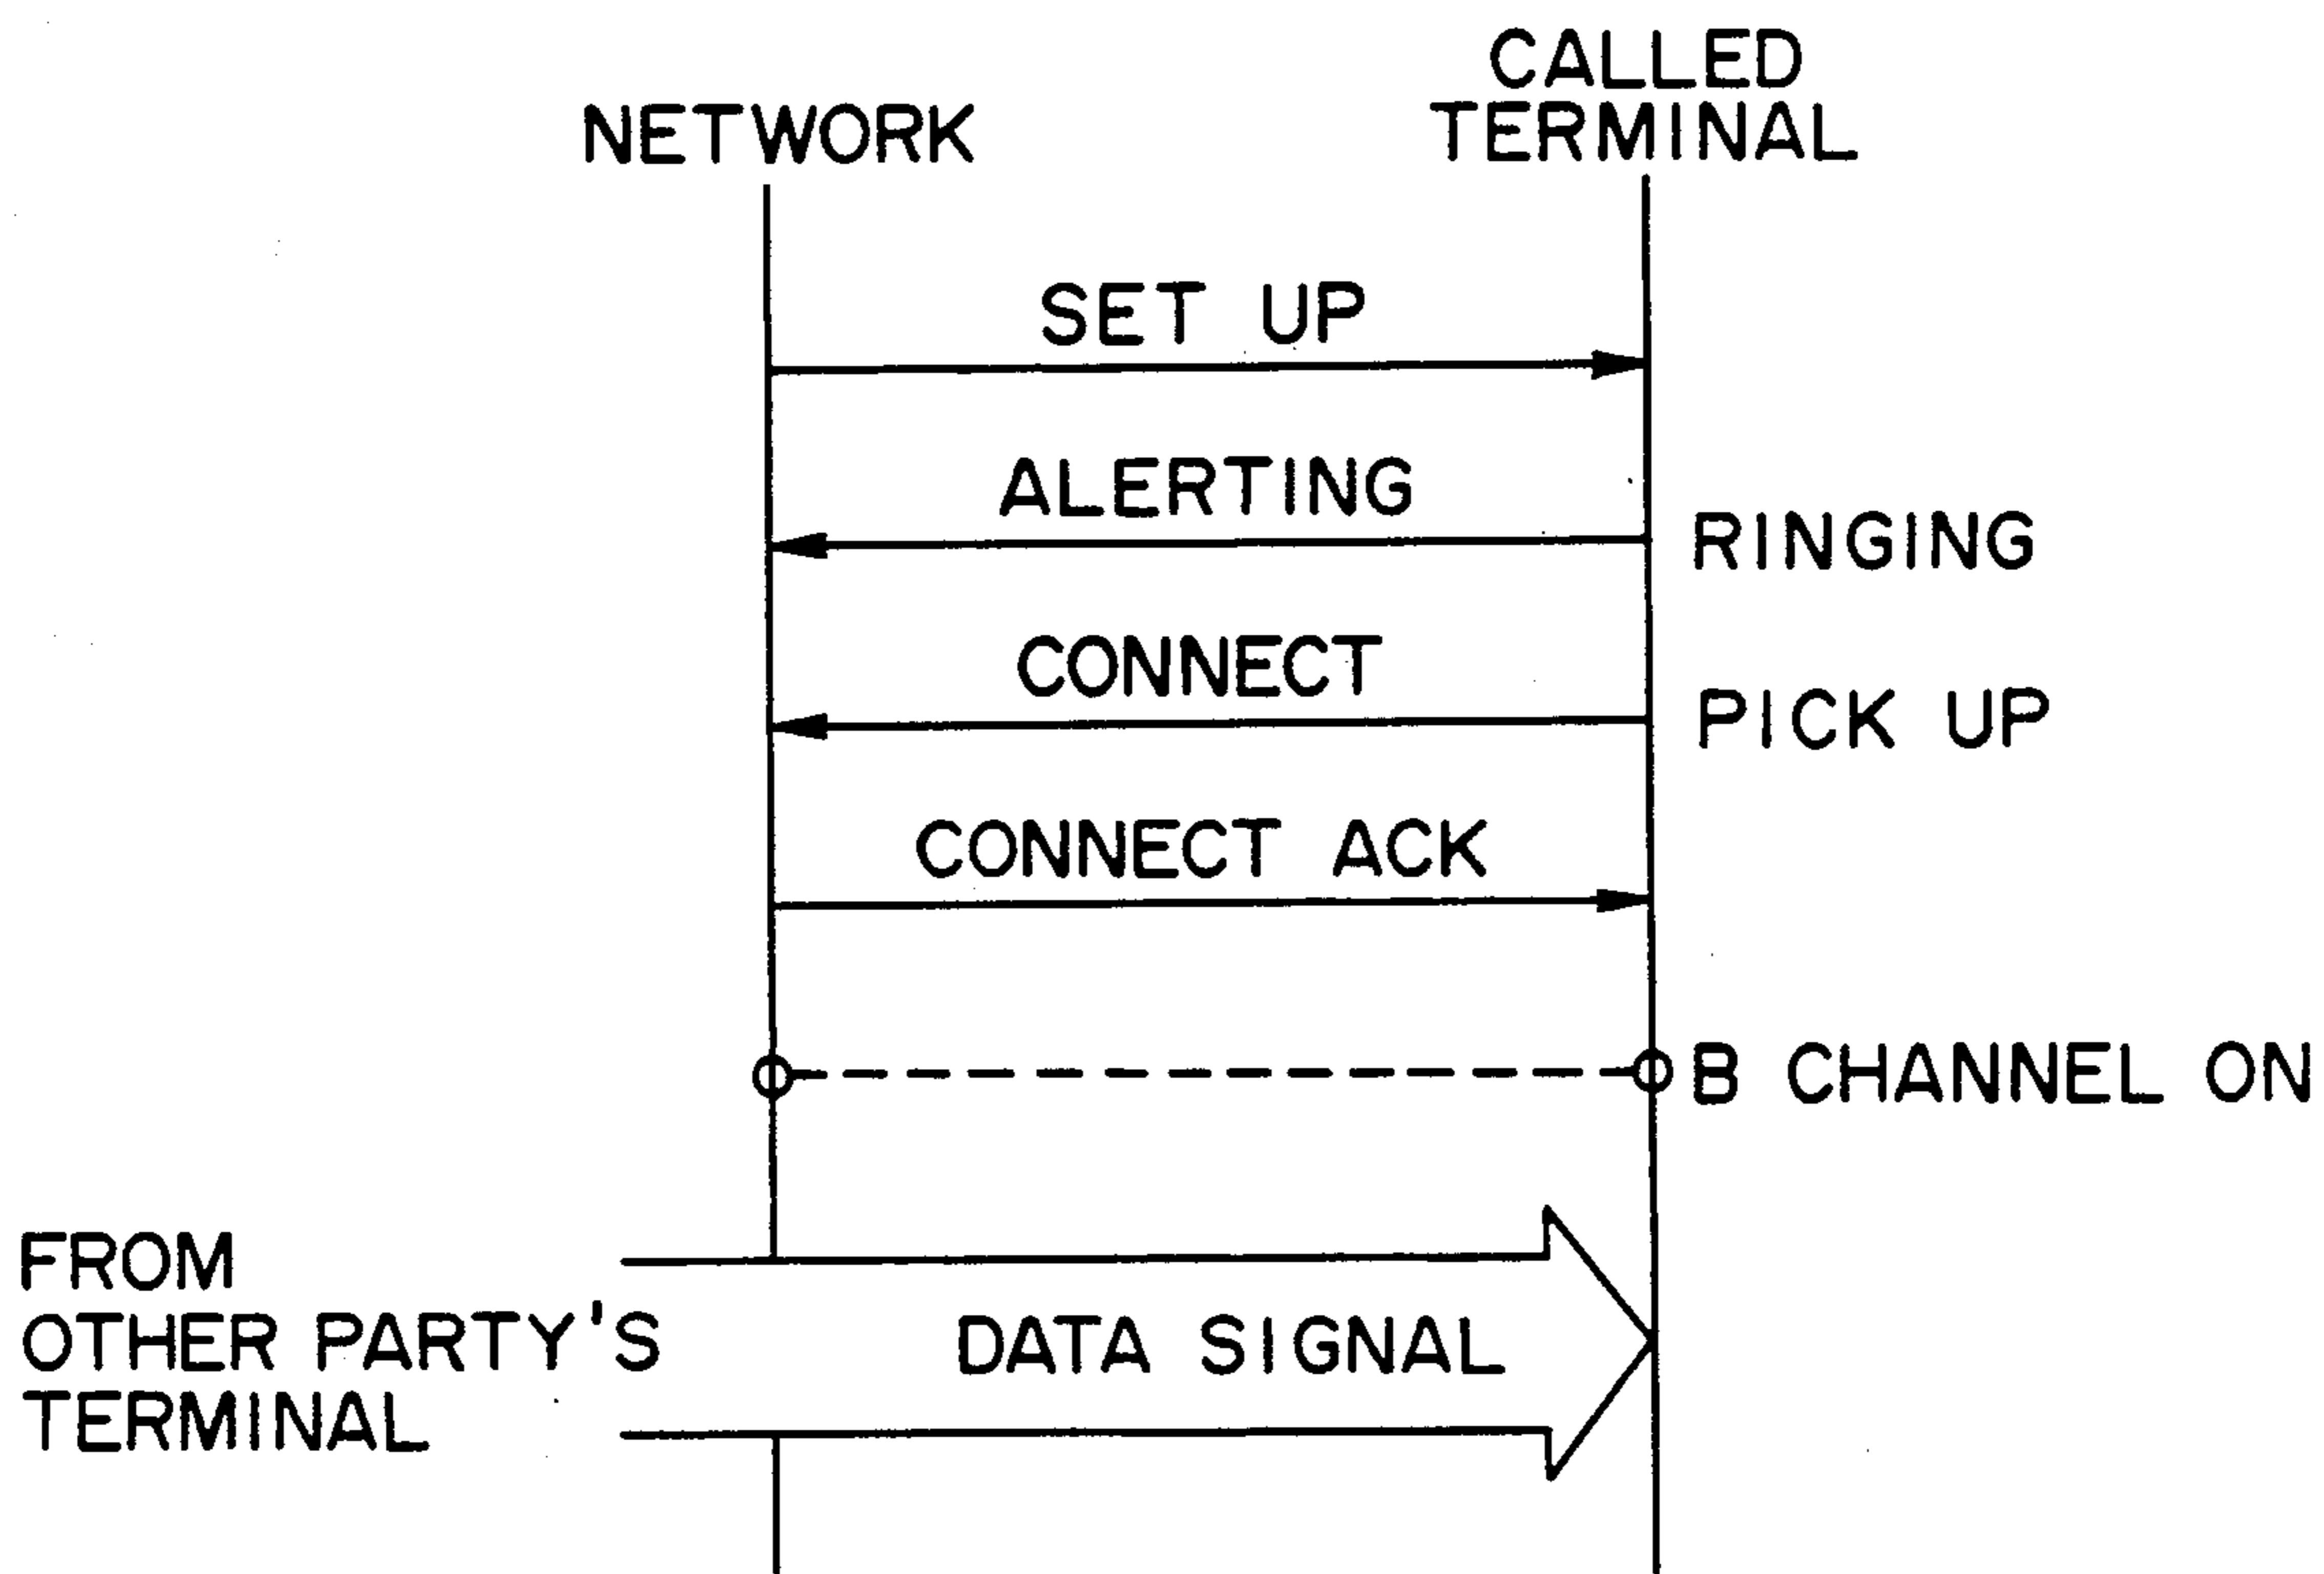 NETWORK
CALLED
TERMINAL
SET UP
ALERTING
RINGING
CONNECT
PICK UP
CONNECT ACK
B CHANNEL ON
FROM
OTHER PARTY'S
TERMINAL
DATA SIGNAL